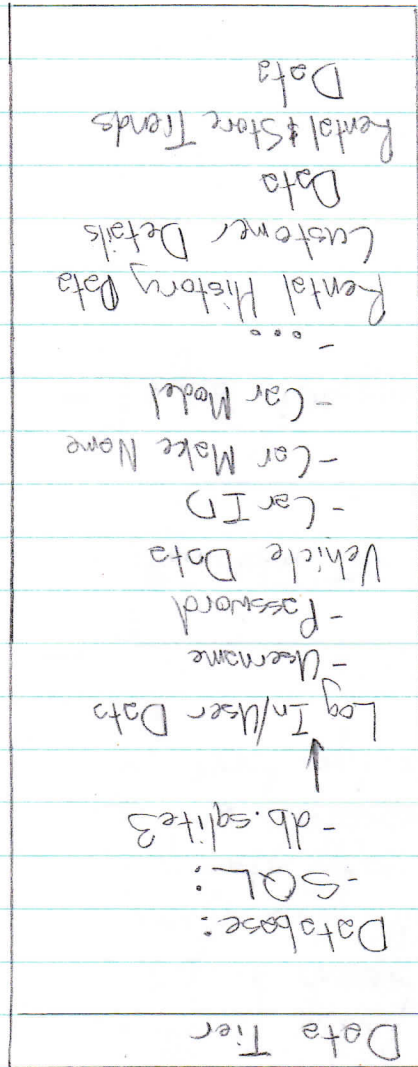 Data Tier
Database:
-SQL:
-db.sqlite3
↓
Log In/User Data
-Username
-Password
Vehicle Data
-Car ID
-Car Make Name
-Car Model
-...
Rental History Data
Customer Details
Data
Rental & Store Trends
Data